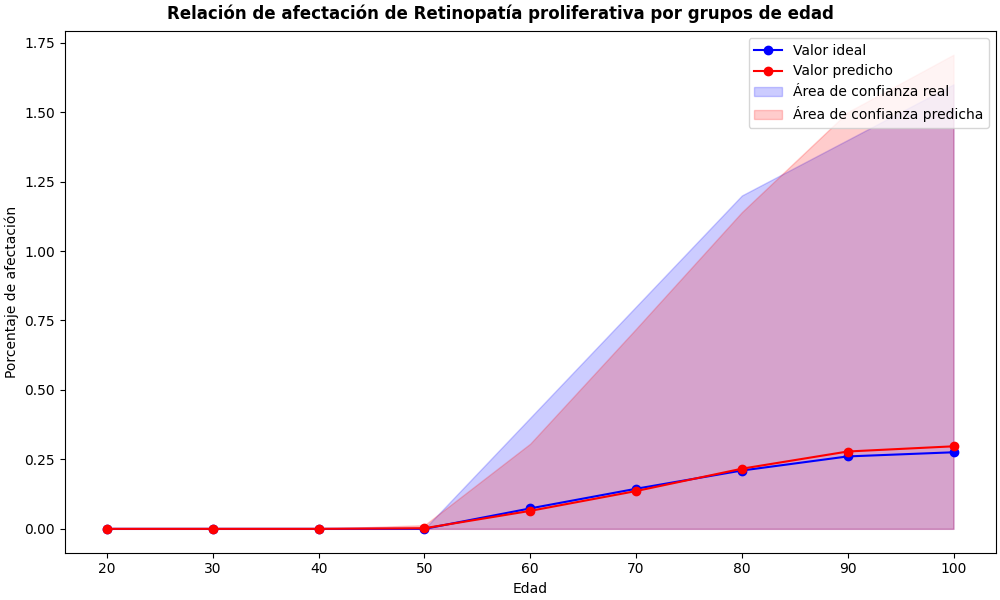 Relación de afectación de Retinopatía proliferativa por grupos de edad
1.75
1.50
1.25
1.00
0.75
0.50
0.25
0.00
Porcentaje de afectación
Valor ideal
Valor predicho
Área de confianza real
Área de confianza predicha
20 30 40 50 60 70 80 90 100
Edad